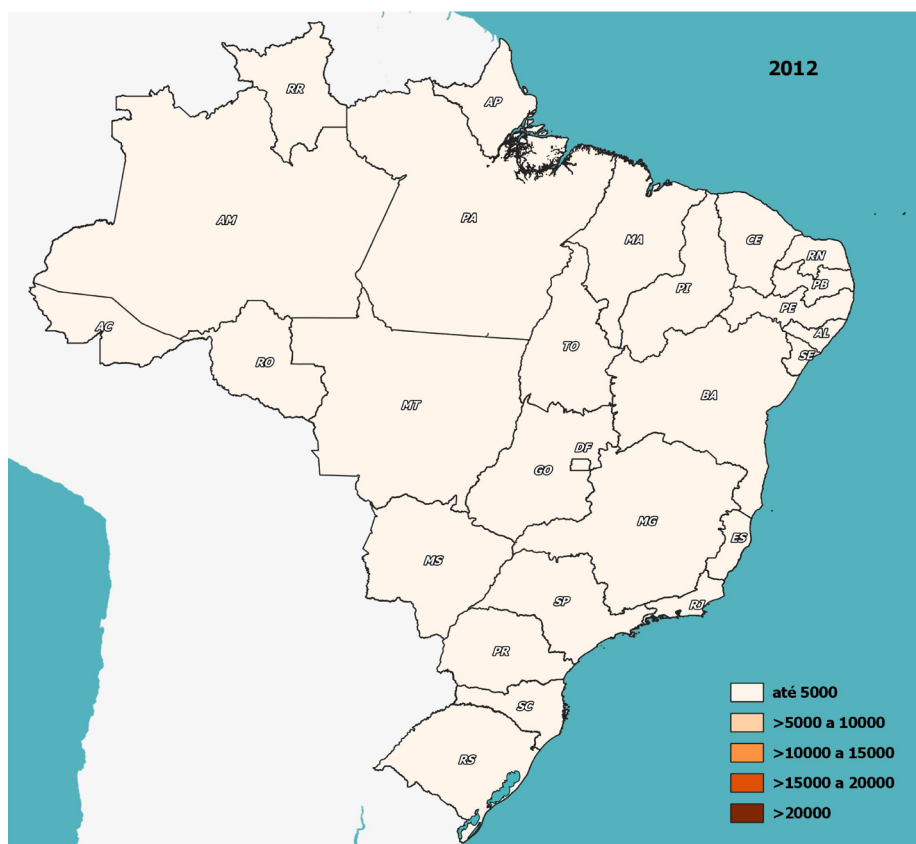 2012
RR
AP
AM
PA
MA
CE
RN
PB
PI
PE
AL
AC
SE
TO
RO
BA
MT
DF
GO
MG
ES
MS
SP
RJ
PR
SC
RS
até 5000
>5000 a 10000
>10000 a 15000
>15000 a 20000
>20000